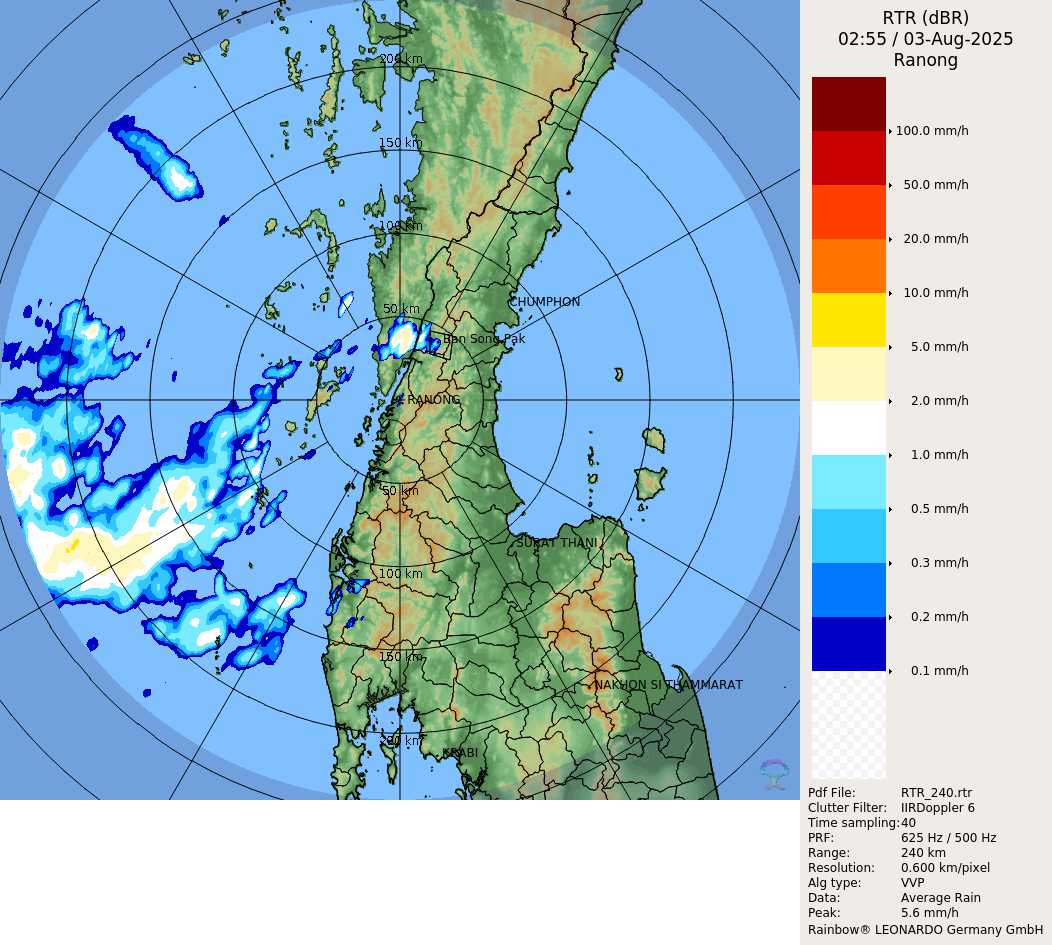 RTR (dBR)
02:55 / 03-Aug-2025
Ranong
100.0 mm/h
50.0 mm/h
20.0 mm/h
10.0 mm/h
5.0 mm/h
2.0 mm/h
1.0 mm/h
0.5 mm/h
0.3 mm/h
0.2 mm/h
0.1 mm/h
Pdf File: RTR_240.rtr
Clutter Filter: IIRDoppler 6
Time sampling: 40
PRF: 625 Hz / 500 Hz
Range: 240 km
Resolution: 0.600 km/pixel
Alg type: VVP
Data: Average Rain
Peak: 5.6 mm/h
Rainbow® LEONARDO Germany GmbH
200 km
150 km
100 km
CHUMPHON
50 km
Ban Song Pak
RANONG
50 km
SURAT THANI
100 km
150 km
NAKHON SI THAMMARAT
200 km
KRABI